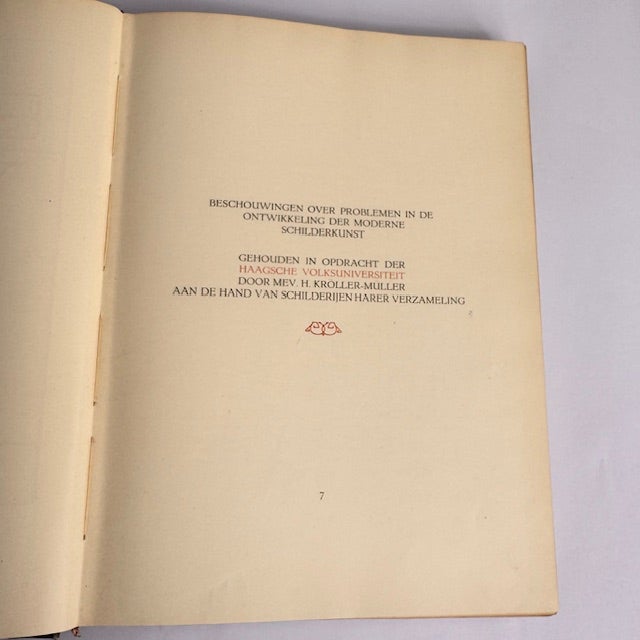 BESCHOUWINGEN OVER PROBLEMEN IN DE
ONTWIKKELING DER MODERNE
SCHILDERKUNST
GEHOUDEN IN OPDRACHT DER
HAAGSCHE VOLKSUNIVERSITEIT
DOOR MEV. H. KRÖLLER-MULLER
AAN DE HAND VAN SCHILDERIJEN HARER VERZAMELING
7